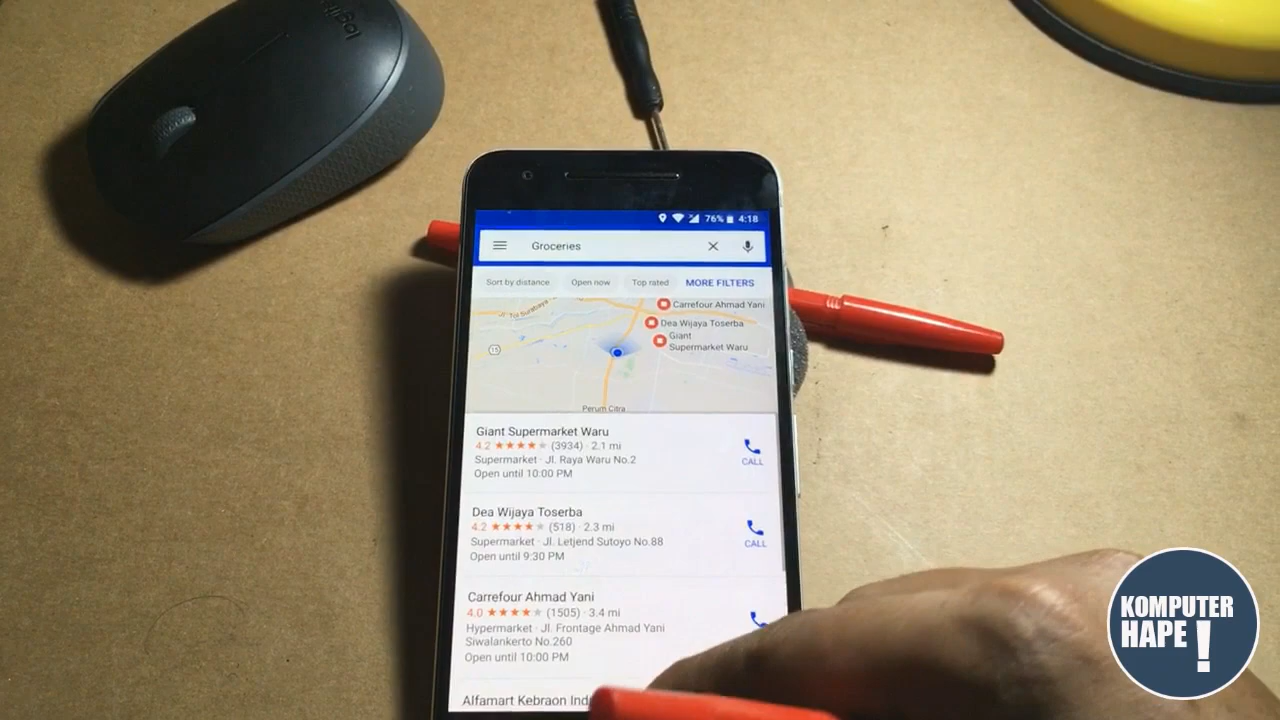 logi
76% 4:18
Groceries
Sort by distance Open now Top rated MORE FILTERS
Jl. Tol Surabaya
Carrefour Ahmad Yani
Dea Wijaya Toserba
Giant
Supermarket Waru
15
Perum Citra
Giant Supermarket Waru
4.2 ★★★★★ (3934) · 2.1 mi
Supermarket · Jl. Raya Waru No.2
Open until 10:00 PM
CALL
Dea Wijaya Toserba
4.2 ★★★★★ (518) · 2.3 mi
Supermarket · Jl. Letjend Sutoyo No.88
Open until 9:30 PM
CALL
Carrefour Ahmad Yani
4.0 ★★★★★ (1505) · 3.4 mi
Hypermarket · Jl. Frontage Ahmad Yani
Siwalankerto No.260
Open until 10:00 PM
Alfamart Kebraon
KOMPUTER
HAPE !